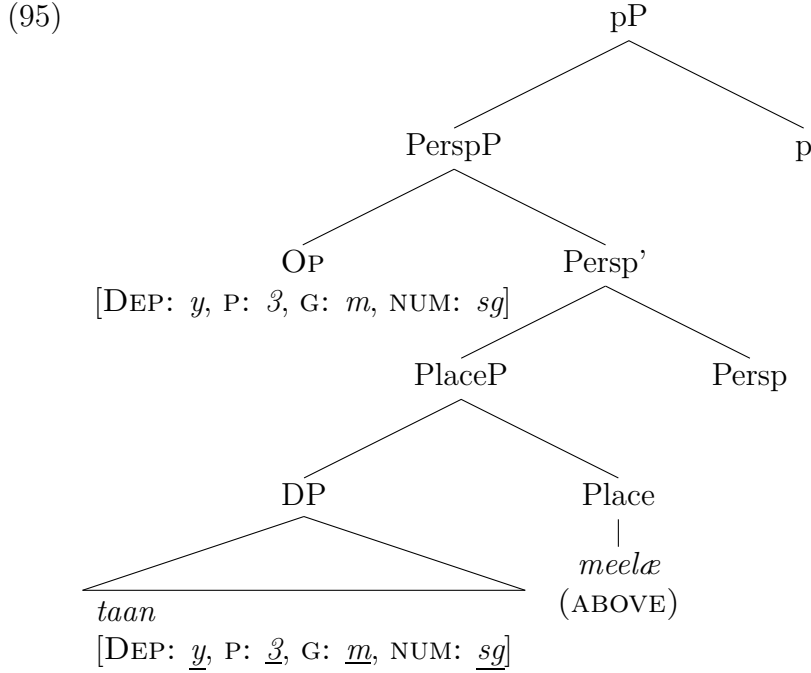 (95)
pP
PerspP p
OP Persp'
[DEP: y, P: 3, G: m, NUM: sg]
PlaceP Persp
DP Place
meelæ
(ABOVE)
taan
[DEP: y, P: 3, G: m, NUM: sg]